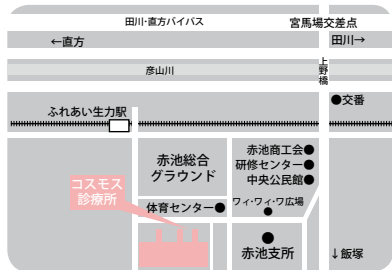 田川・直方バイパス
宮馬場交差点
←直方
田川→
彦山川
上野橋
●交番
ふれあい生力駅
赤池総合
グラウンド
赤池商工会●
研修センター●
中央公民館●
コスモス
診療所
体育センター●
ワィ・ワィ・ワ広場
●
●
赤池支所
↓飯塚